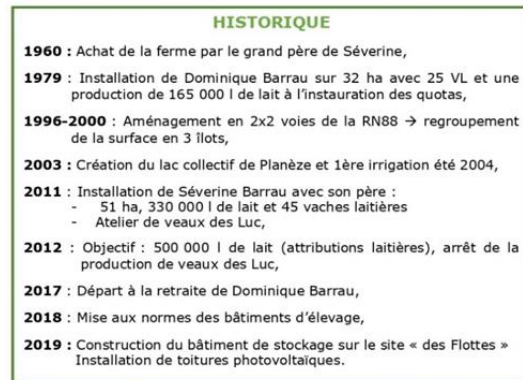 HISTORIQUE
1960 : Achat de la ferme par le grand père de Séverine,
1979 : Installation de Dominique Barrau sur 32 ha avec 25 VL et une
production de 165 000 l de lait à l'instauration des quotas,
1996-2000 : Aménagement en 2x2 voies de la RN88 → regroupement
de la surface en 3 îlots,
2003 : Création du lac collectif de Planèze et 1ère irrigation été 2004,
2011 : Installation de Séverine Barrau avec son père :
- 51 ha, 330 000 l de lait et 45 vaches laitières
- Atelier de veaux des Luc,
2012 : Objectif : 500 000 l de lait (attributions laitières), arrêt de la
production de veaux des Luc,
2017 : Départ à la retraite de Dominique Barrau,
2018 : Mise aux normes des bâtiments d'élevage,
2019 : Construction du bâtiment de stockage sur le site « des Flottes »
Installation de toitures photovoltaïques.